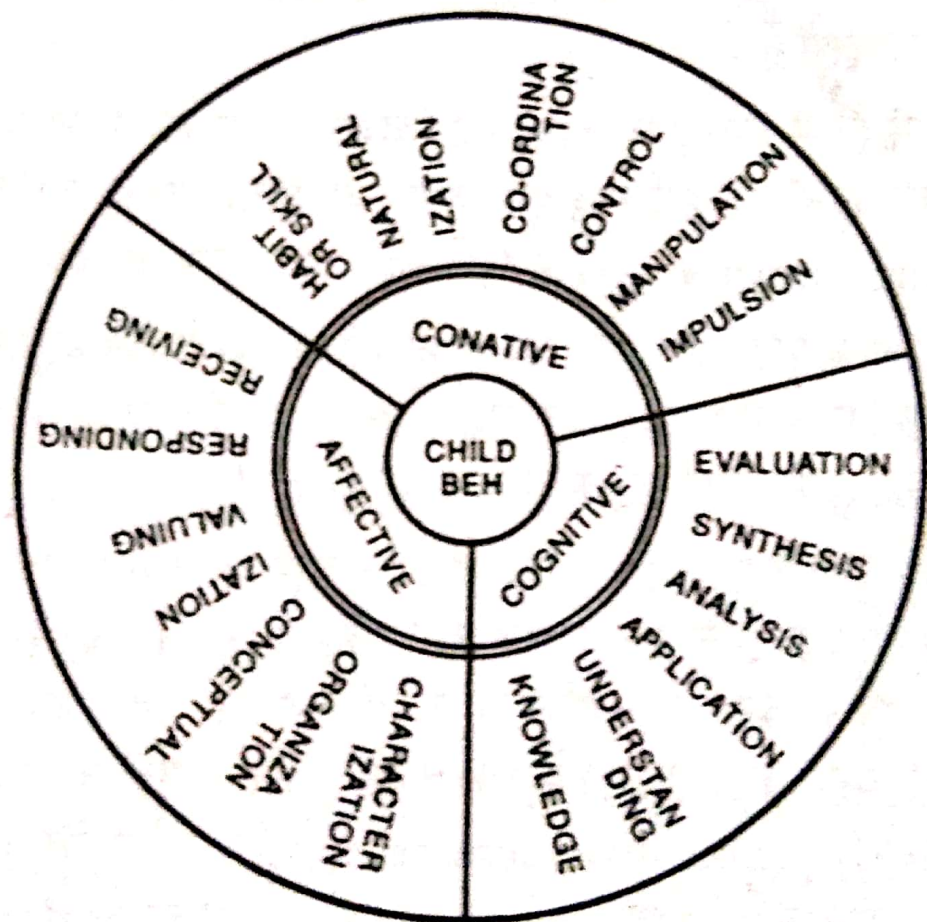 CHILD
BEH
CONATIVE
COGNITIVE
AFFECTIVE
HABIT
OR SKILL
NATURAL
IZATION
CO-ORDINA
TION
CONTROL
MANIPULATION
IMPULSION
EVALUATION
SYNTHESIS
ANALYSIS
APPLICATION
UNDERSTAN
DING
KNOWLEDGE
CHARACTER
IZATION
ORGANIZA
TION
CONCEPTUAL
IZATION
VALUING
RESPONDING
RECEIVING